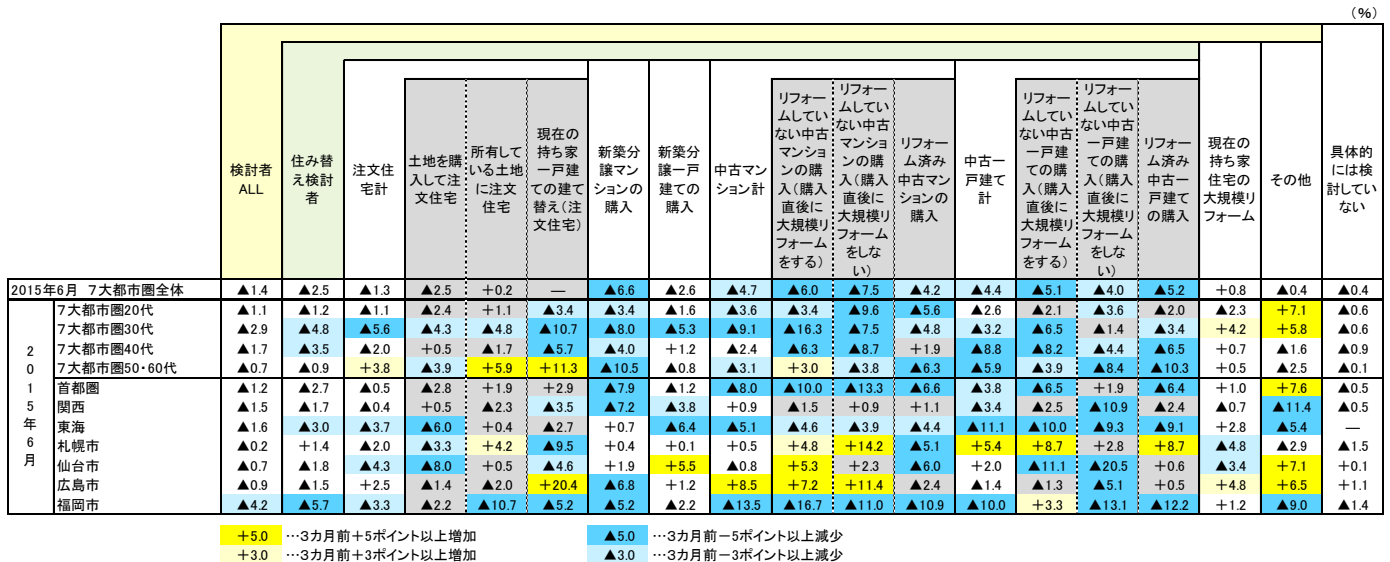 （％）
検討者ALL 住み替え検討者 注文住宅計 土地を購入して注文住宅 所有している土地に注文住宅 現在の持ち家一戸建ての建て替え（注文住宅） 新築分譲マンションの購入 新築分譲一戸建ての購入 中古マンション計 リフォームしていない中古マンションの購入（購入直後に大規模リフォームをする） リフォームしていない中古マンションの購入（購入直後に大規模リフォームをしない） リフォーム済み中古マンションの購入 中古一戸建て計 リフォームしていない中古一戸建ての購入（購入直後に大規模リフォームをする） リフォームしていない中古一戸建ての購入（購入直後に大規模リフォームをしない） リフォーム済み中古一戸建ての購入 現在の持ち家住宅の大規模リフォーム その他 具体的には検討していない
2015年6月 7大都市圏全体 ▲1.4 ▲2.5 ▲1.3 ▲2.5 ＋0.2 ― ▲6.6 ▲2.6 ▲4.7 ▲6.0 ▲7.5 ▲4.2 ▲4.4 ▲5.1 ▲4.0 ▲5.2 ＋0.8 ▲0.4 ▲0.4
2015年6月
7大都市圏20代 ▲1.1 ▲1.2 ▲1.1 ▲2.4 ＋1.1 ▲3.4 ▲3.4 ▲1.6 ▲3.6 ▲3.4 ▲9.6 ▲5.6 ▲2.6 ▲2.1 ▲3.6 ▲2.0 ▲2.3 ＋7.1 ▲0.6
7大都市圏30代 ▲2.9 ▲4.8 ▲5.6 ▲4.3 ▲4.8 ▲10.7 ▲8.0 ▲5.3 ▲9.1 ▲16.3 ▲7.5 ▲4.8 ▲3.2 ▲6.5 ▲1.4 ▲3.4 ＋4.2 ＋5.8 ▲0.6
7大都市圏40代 ▲1.7 ▲3.5 ▲2.0 ＋0.5 ▲1.7 ▲5.7 ▲4.0 ＋1.2 ▲2.4 ▲6.3 ▲8.7 ＋1.9 ▲8.8 ▲8.2 ▲4.4 ▲6.5 ＋0.7 ▲1.6 ▲0.9
7大都市圏50・60代 ▲0.7 ▲0.9 ＋3.8 ▲3.9 ＋5.9 ＋11.3 ▲10.5 ▲0.8 ▲3.1 ＋3.0 ▲3.8 ▲6.3 ▲5.9 ▲3.9 ▲8.4 ▲10.3 ＋0.5 ▲2.5 ▲0.1
首都圏 ▲1.2 ▲2.7 ▲0.5 ▲2.8 ＋1.9 ＋2.9 ▲7.9 ▲1.2 ▲8.0 ▲10.0 ▲13.3 ▲6.6 ▲3.8 ▲6.5 ＋1.9 ▲6.4 ＋1.0 ＋7.6 ▲0.5
関西 ▲1.5 ▲1.7 ▲0.4 ＋0.5 ▲2.3 ▲3.5 ▲7.2 ▲3.8 ＋0.9 ▲1.5 ＋0.9 ＋1.1 ▲3.4 ▲2.5 ▲10.9 ▲2.4 ▲0.7 ▲11.4 ▲0.5
東海 ▲1.6 ▲3.0 ▲3.7 ▲6.0 ＋0.4 ▲2.7 ＋0.7 ▲6.4 ▲5.1 ▲4.6 ▲3.9 ▲4.4 ▲11.1 ▲10.0 ▲9.3 ▲9.1 ＋2.8 ▲5.4 ―
札幌市 ▲0.2 ＋1.4 ▲2.0 ▲3.3 ＋4.2 ▲9.5 ＋0.4 ＋0.1 ＋0.5 ＋4.8 ＋14.2 ▲5.1 ＋5.4 ＋8.7 ＋2.8 ＋8.7 ▲4.8 ▲2.9 ▲1.5
仙台市 ▲0.7 ▲1.8 ▲4.3 ▲8.0 ＋0.5 ▲4.6 ＋1.9 ＋5.5 ▲0.8 ＋5.3 ＋2.3 ▲6.0 ＋2.0 ▲11.1 ▲20.5 ＋0.6 ▲3.4 ＋7.1 ＋0.1
広島市 ▲0.9 ▲1.5 ＋2.5 ▲1.4 ▲2.0 ＋20.4 ▲6.8 ＋1.2 ＋8.5 ＋7.2 ＋11.4 ▲2.4 ▲1.4 ▲1.3 ▲5.1 ＋0.5 ＋4.8 ＋6.5 ＋1.1
福岡市 ▲4.2 ▲5.7 ▲3.3 ▲2.2 ▲10.7 ▲5.2 ▲5.2 ▲2.2 ▲13.5 ▲16.7 ▲11.0 ▲10.9 ▲10.0 ＋3.3 ▲13.1 ▲12.2 ＋1.2 ▲9.0 ▲1.4
＋5.0 …3カ月前＋5ポイント以上増加 ▲5.0 …3カ月前－5ポイント以上減少
＋3.0 …3カ月前＋3ポイント以上増加 ▲3.0 …3カ月前－3ポイント以上減少